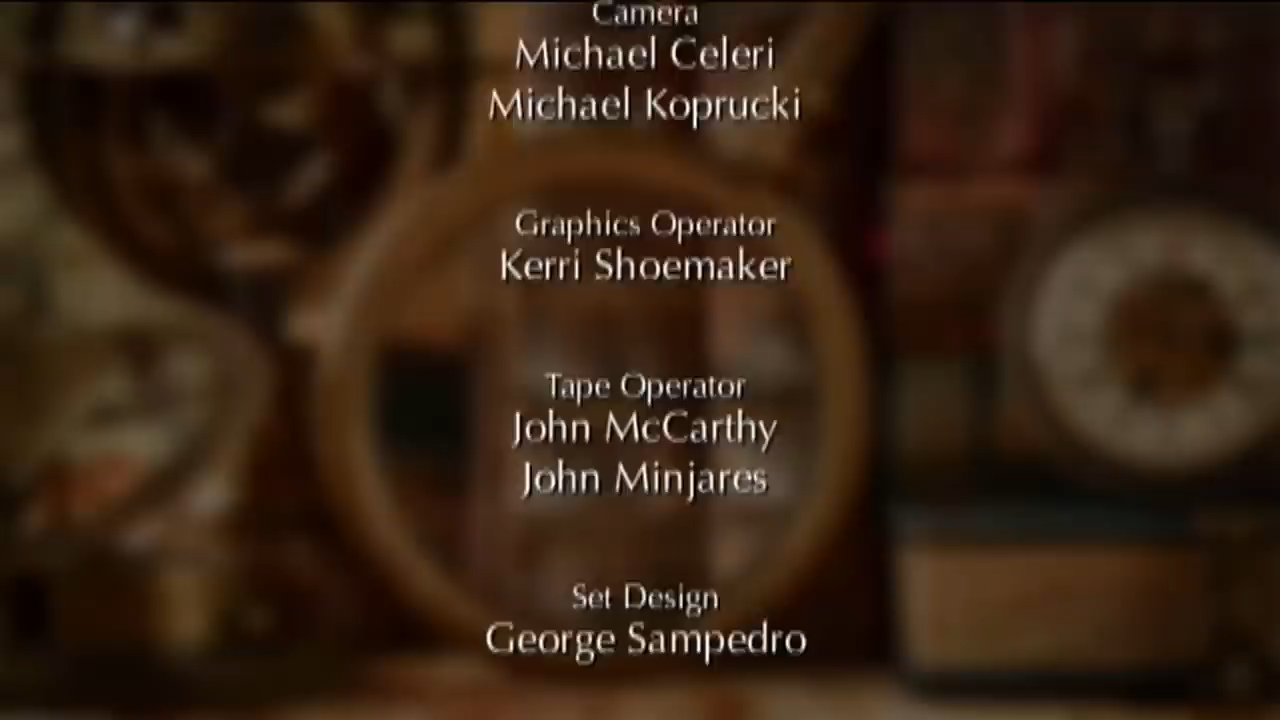 Camera
Michael Celeri
Michael Koprucki
Graphics Operator
Kerri Shoemaker
Tape Operator
John McCarthy
John Minjares
Set Design
George Sampedro